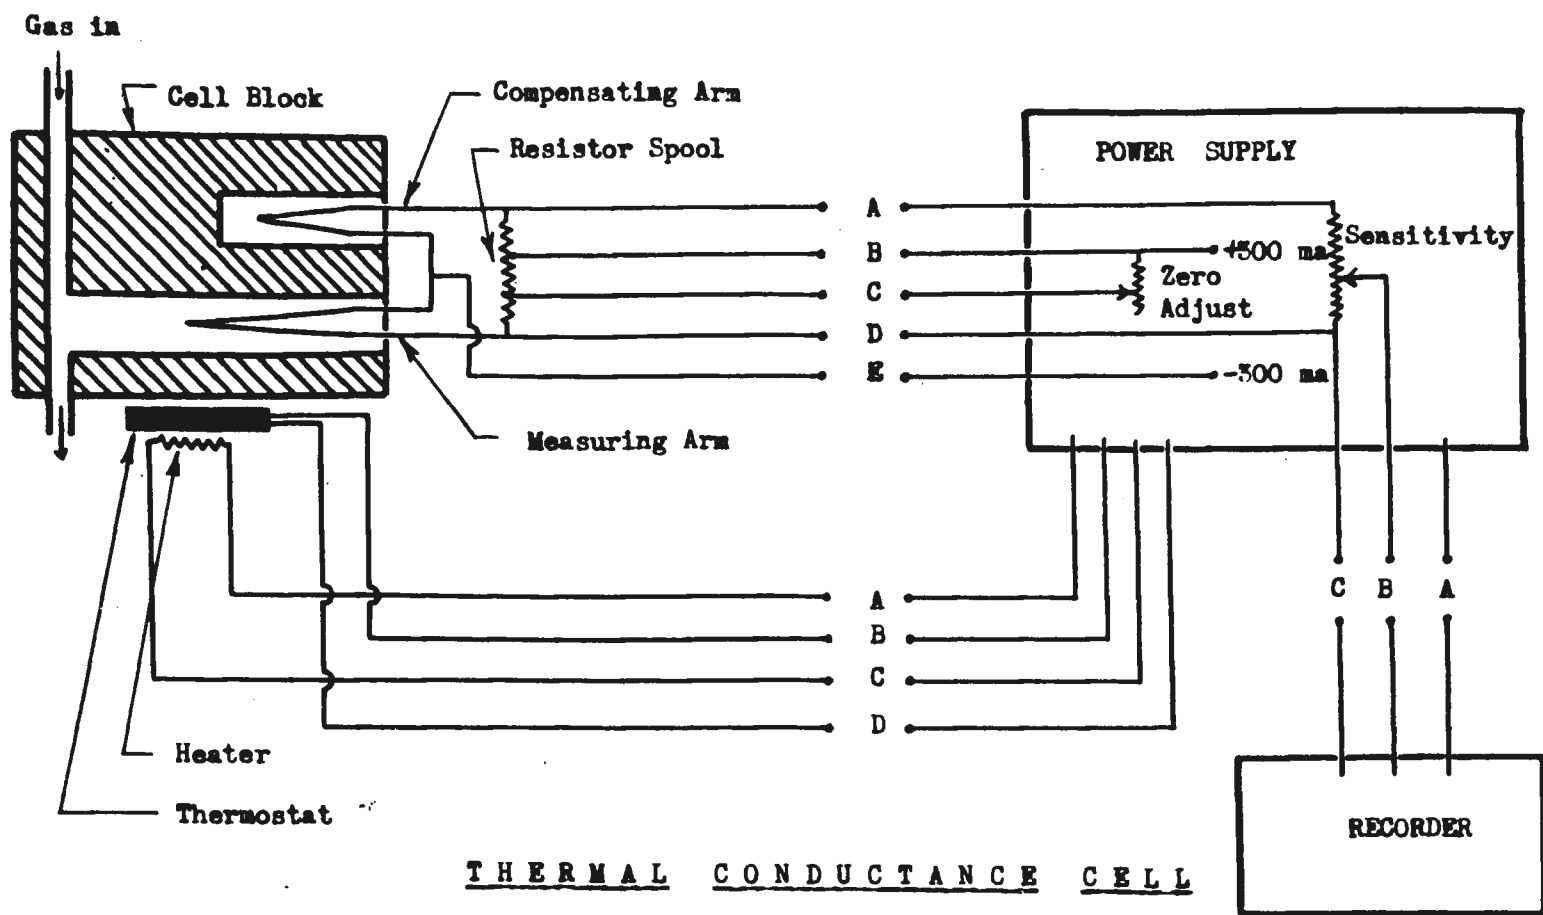 Gas in
Cell Block
Compensating Arm
Resistor Spool
POWER SUPPLY
A
Sensitivity
B
+300 ma
C
Zero
Adjust
D
E
-300 ma
Measuring Arm
C B A
A
B
C
D
Heater
Thermostat
RECORDER
THERMAL CONDUCTANCE CELL